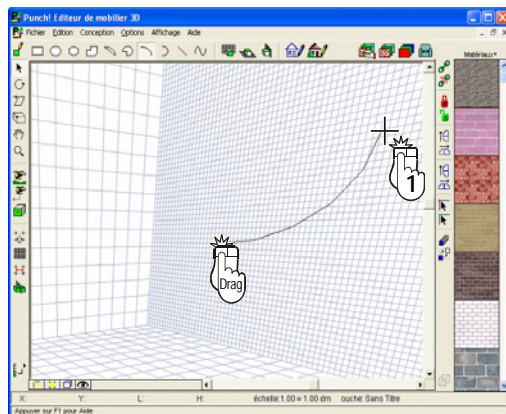 Punch! Editeur de mobilier 3D
Fichier Edition Conception Options Affichage Aide
Matériaux
1
Drag
X: Y: L: H: échelle:1.00 = 1.00 dm ouche: Sans Titre
Appuyer sur F1 pour Aide